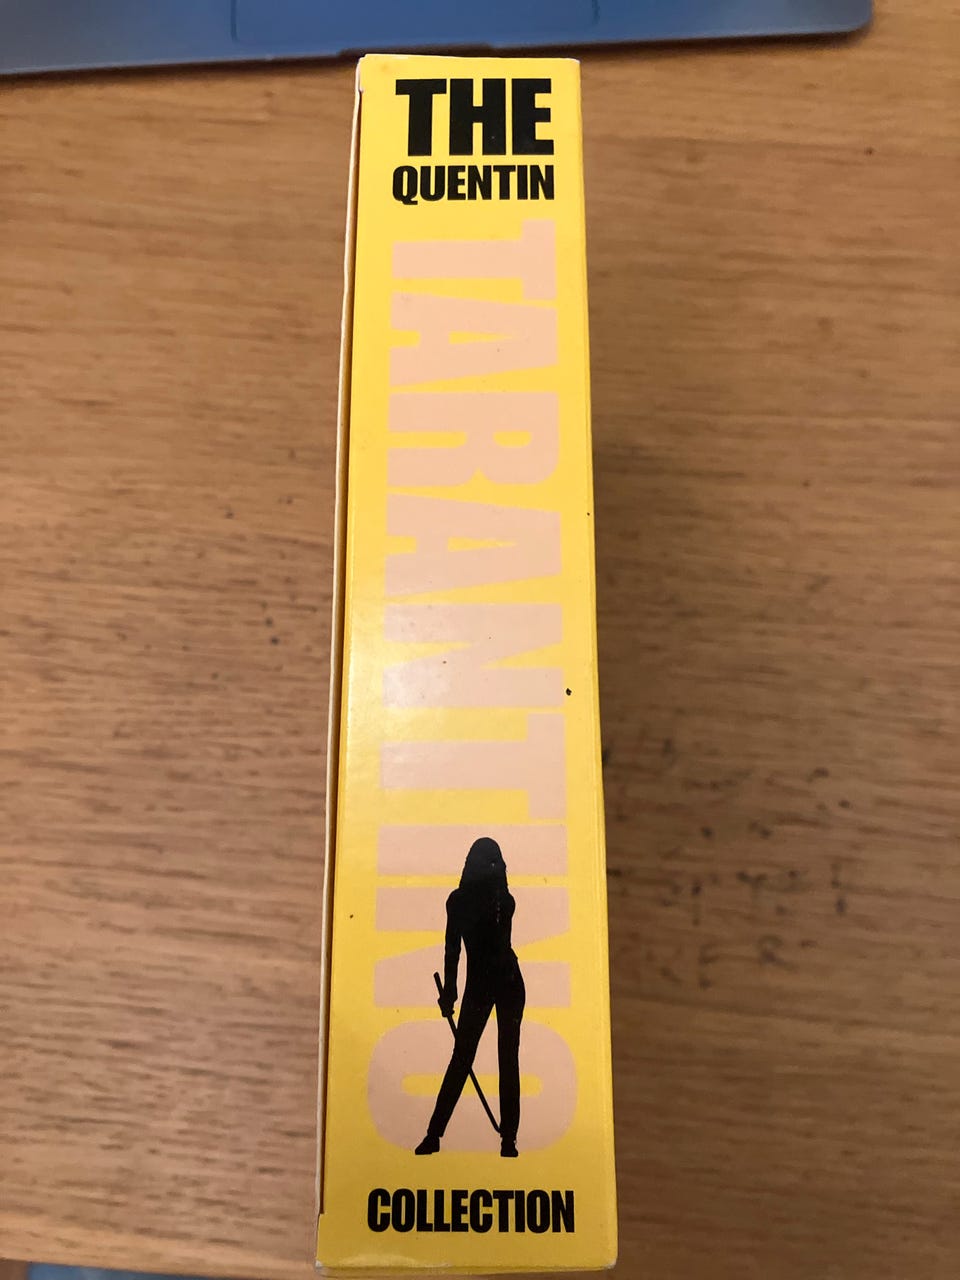 THE
QUENTIN
TARANTINO
COLLECTION